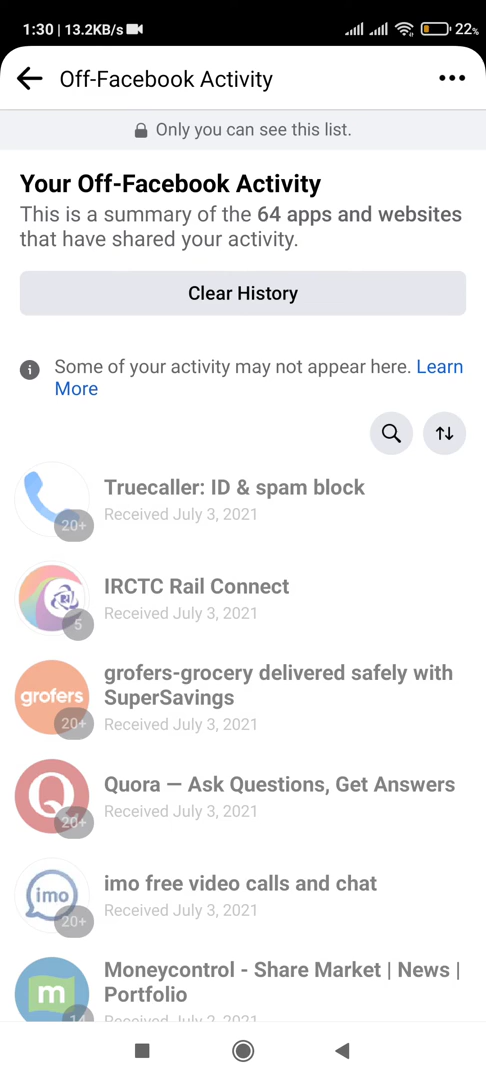 1:30 | 13.2KB/s 22%
Off-Facebook Activity
Only you can see this list.
Your Off-Facebook Activity
This is a summary of the 64 apps and websites
that have shared your activity.
Clear History
Some of your activity may not appear here. Learn
More
Truecaller: ID & spam block
Received July 3, 2021
20+
IRCTC Rail Connect
Received July 3, 2021
5
grofers-grocery delivered safely with
SuperSavings
grofers
Received July 3, 2021
20+
Quora — Ask Questions, Get Answers
Q
Received July 3, 2021
20+
imo free video calls and chat
imo
Received July 3, 2021
20+
Moneycontrol - Share Market | News |
Portfolio
m
Received July 2, 2021
14